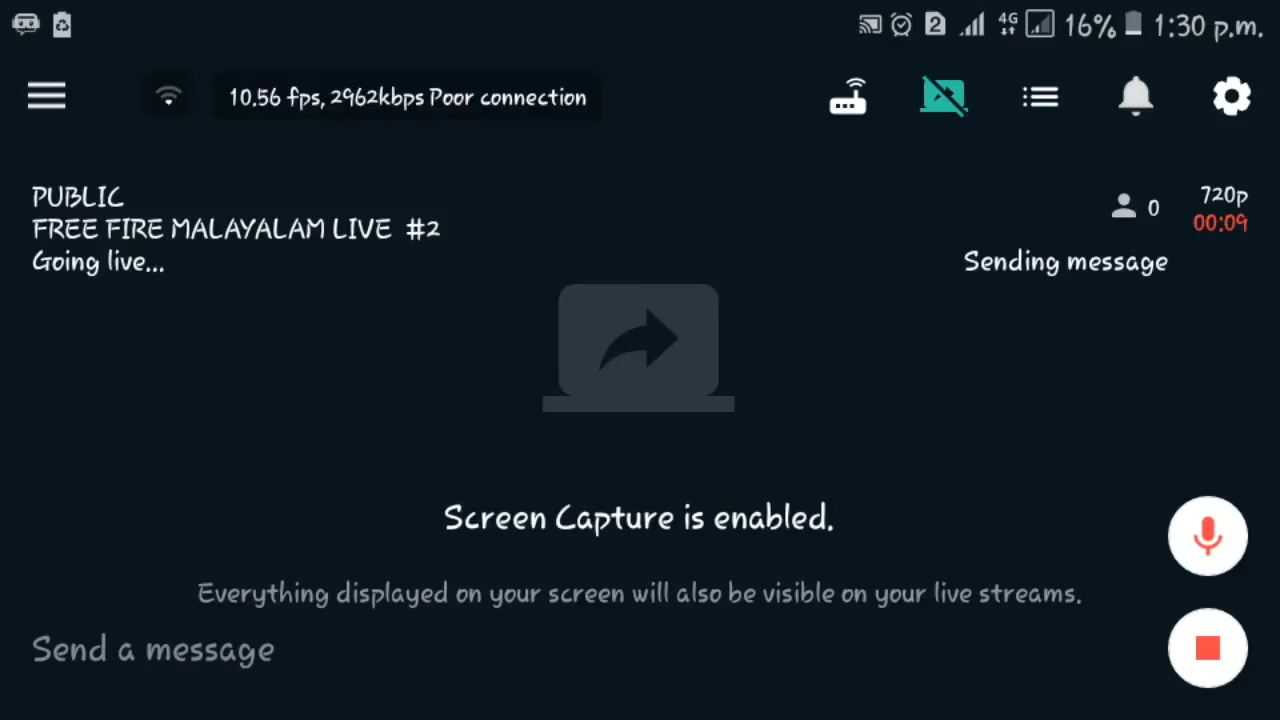 2 4G 16% 1:30 p.m.
10.56 fps, 2962kbps Poor connection
PUBLIC
0 720p
FREE FIRE MALAYALAM LIVE #2
00:09
Going live...
Sending message
Screen Capture is enabled.
Everything displayed on your screen will also be visible on your live streams.
Send a message